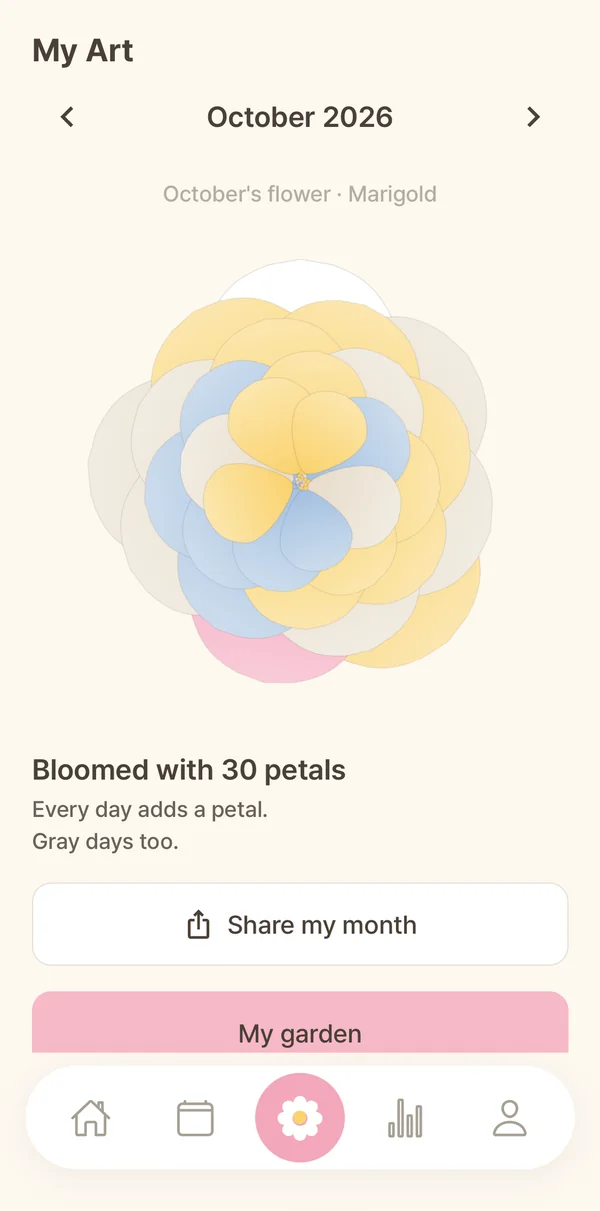 My Art
October 2026
October's flower · Marigold
Bloomed with 30 petals
Every day adds a petal.
Gray days too.
Share my month
My garden